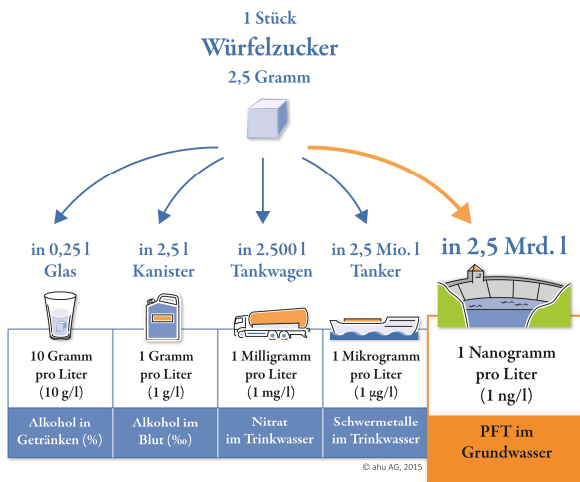 1 Stück
Würfelzucker
2,5 Gramm
in 0,25 l
Glas
in 2,5 l
Kanister
in 2.500 l
Tankwagen
in 2,5 Mio. l
Tanker
in 2,5 Mrd. l
10 Gramm
pro Liter
(10 g/l)
1 Gramm
pro Liter
(1 g/l)
1 Milligramm
pro Liter
(1 mg/l)
1 Mikrogramm
pro Liter
(1 µg/l)
1 Nanogramm
pro Liter
(1 ng/l)
Alkohol in
Getränken (%)
Alkohol im
Blut (‰)
Nitrat
im Trinkwasser
Schwermetalle
im Trinkwasser
PFT im
Grundwasser
© ahu AG, 2015